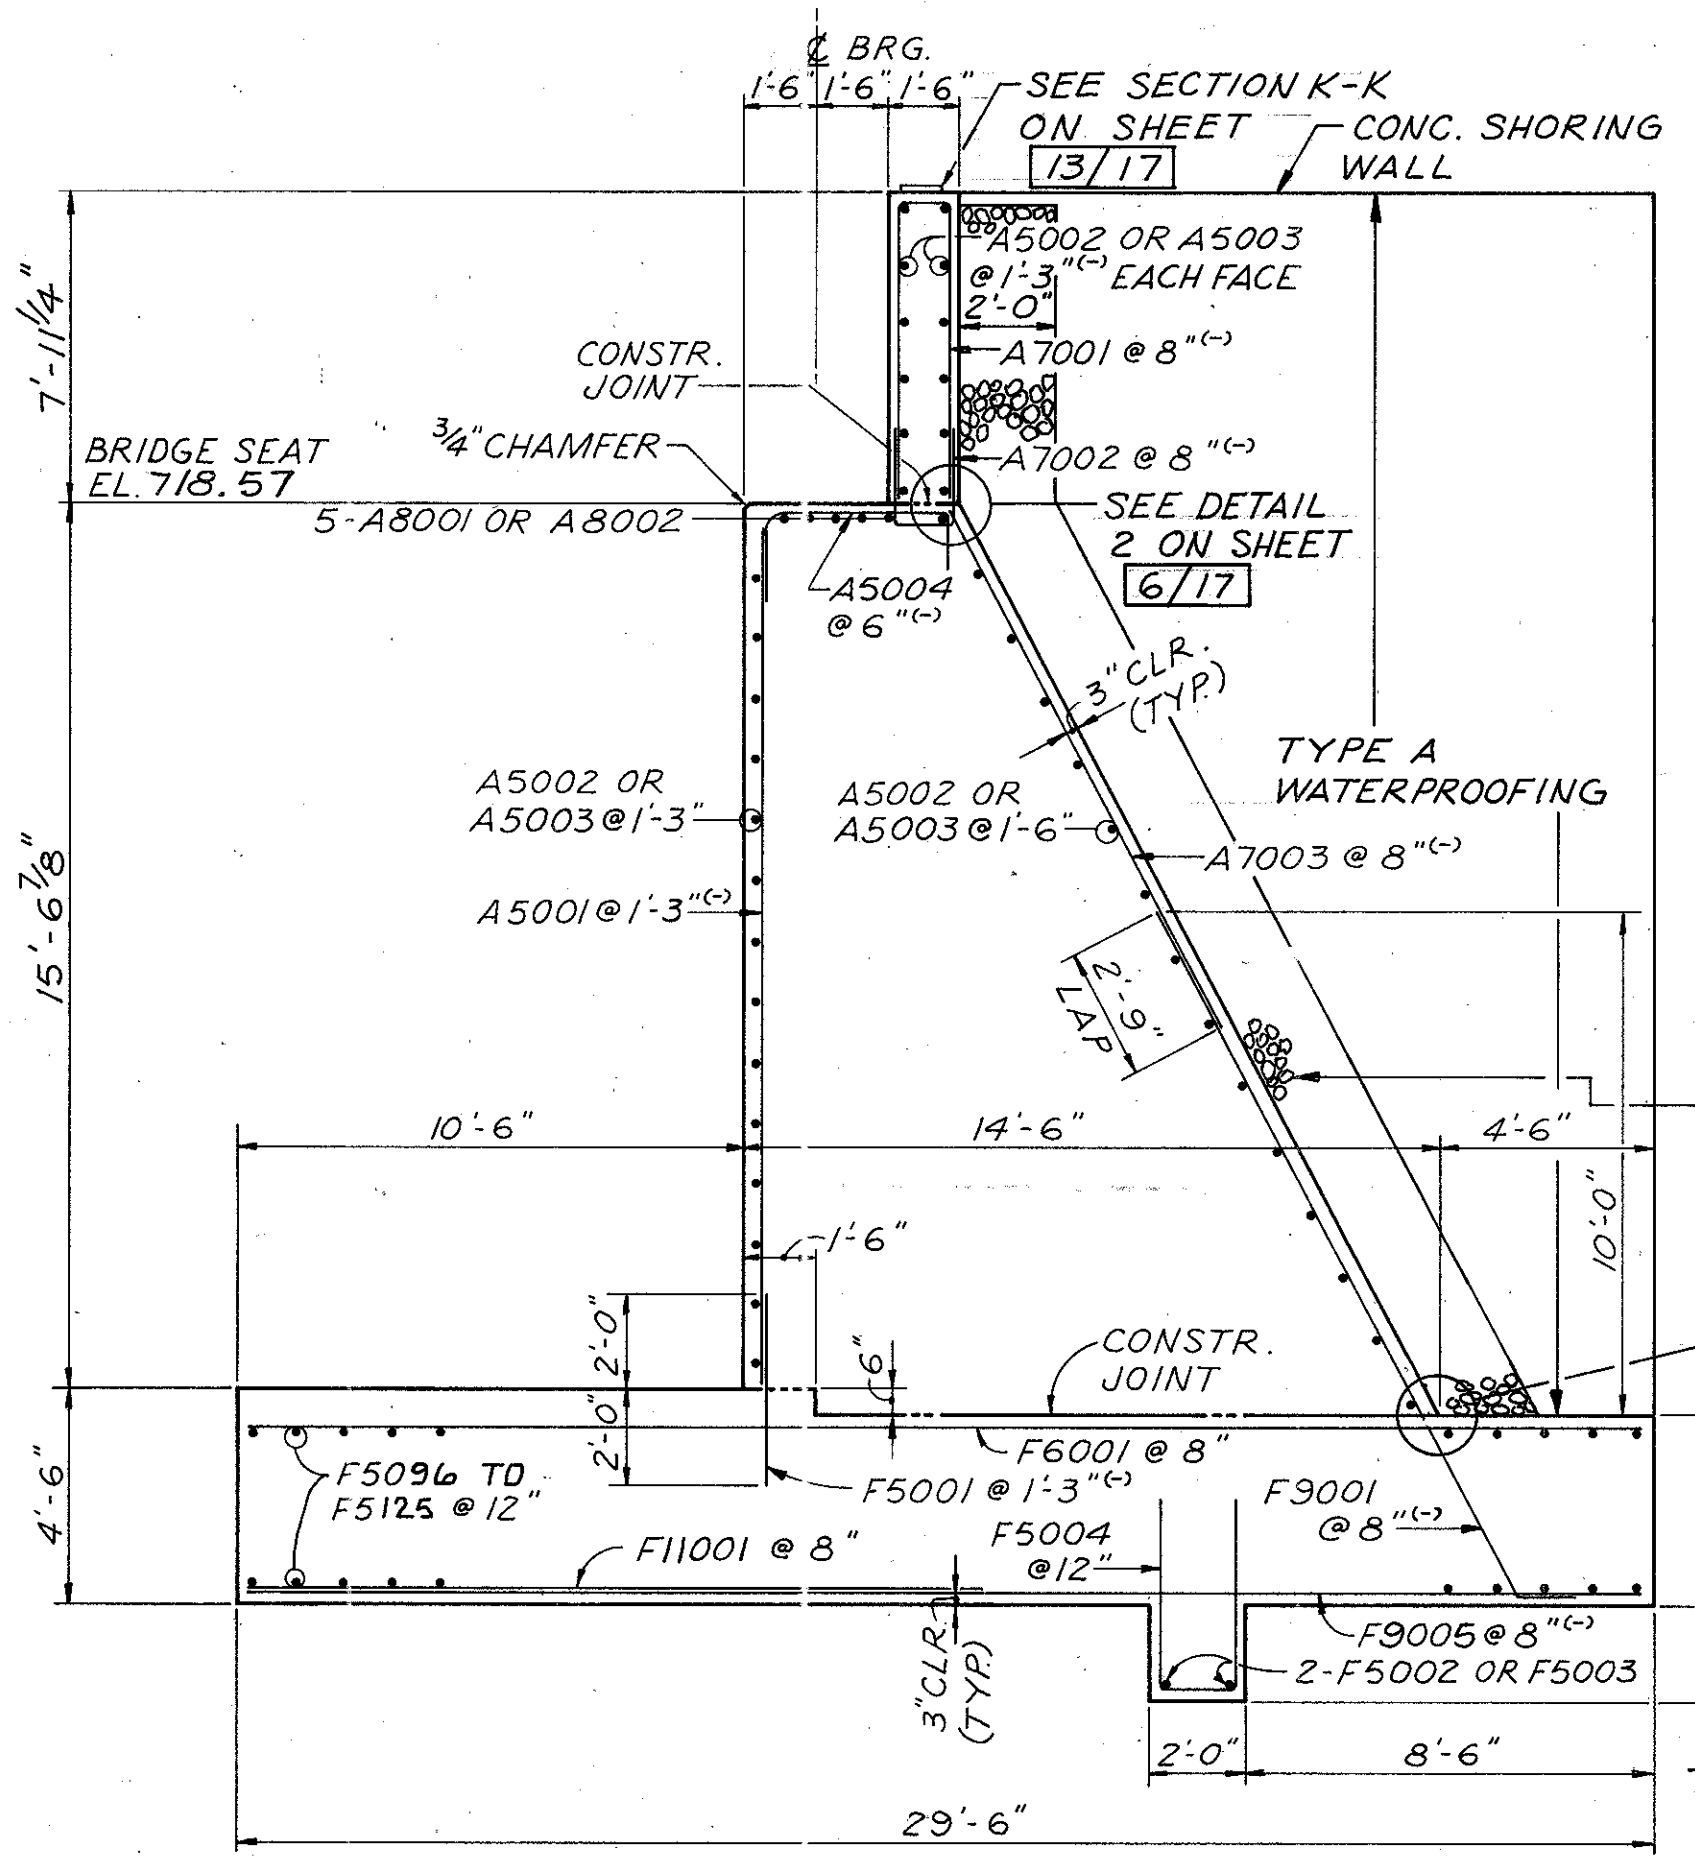 ℄ BRG.
1'-6" 1'-6" 1'-6"
SEE SECTION K-K
ON SHEET
13/17
CONC. SHORING
WALL
7'-11 1/4"
A5002 OR A5003
@ 1'-3"(-) EACH FACE
2'-0"
CONSTR.
JOINT
A7001 @ 8"(-)
BRIDGE SEAT
EL. 718.57
3/4" CHAMFER
A7002 @ 8"(-)
5-A8001 OR A8002
SEE DETAIL
2 ON SHEET
6/17
A5004
@ 6"(-)
3" CLR.
(TYP.)
TYPE A
WATERPROOFING
A5002 OR
A5003 @ 1'-3"
A5002 OR
A5003 @ 1'-6"
A7003 @ 8"(-)
15'-6 7/8"
A5001 @ 1'-3"(-)
2'-9"
LAP
10'-6"
14'-6"
4'-6"
10'-0"
1'-6"
2'-0"
6"
CONSTR.
JOINT
4'-6"
2'-0"
F6001 @ 8"
F5096 TO
F5125 @ 12"
F5001 @ 1'-3"(-)
F9001
@ 8"(-)
F5004
@ 12"
F11001 @ 8"
3" CLR.
(TYP.)
F9005 @ 8"(-)
2-F5002 OR F5003
2'-0"
8'-6"
29'-6"